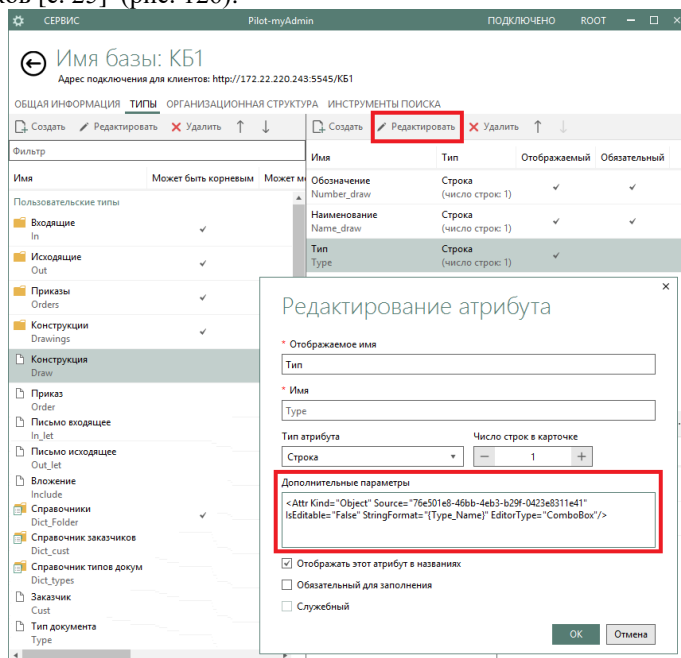 ков [с. 25] (рис. 126).
СЕРВИС Pilot-myAdmin ПОДКЛЮЧЕНО ROOT
Имя базы: КБ1
Адрес подключения для клиентов: http://172.22.220.243:5545/КБ1
ОБЩАЯ ИНФОРМАЦИЯ ТИПЫ ОРГАНИЗАЦИОННАЯ СТРУКТУРА ИНСТРУМЕНТЫ ПОИСКА
Создать Редактировать Удалить
Фильтр
Имя Может быть корневым Может м
Пользовательские типы
Входящие
In
Исходящие
Out
Приказы
Orders
Конструкции
Drawings
Конструкция
Draw
Приказ
Order
Письмо входящее
In_let
Письмо исходящее
Out_let
Вложение
Include
Справочники
Dict_Folder
Справочник заказчиков
Dict_cust
Справочник типов докум
Dict_types
Заказчик
Cust
Тип документа
Type
Создать Редактировать Удалить
Имя Тип Отображаемый Обязательный
Обозначение Строка
Number_draw (число строк: 1)
Наименование Строка
Name_draw (число строк: 1)
Тип Строка
Type (число строк: 1)
Редактирование атрибута
* Отображаемое имя
Тип
* Имя
Type
Тип атрибута Число строк в карточке
Строка 1
Дополнительные параметры
<Attr Kind="Object" Source="76e501e8-46bb-4eb3-b29f-0423e8311e41"
IsEditable="False" StringFormat="{Type_Name}" EditorType="ComboBox"/>
Отображать этот атрибут в названиях
Обязательный для заполнения
Служебный
ОК Отмена